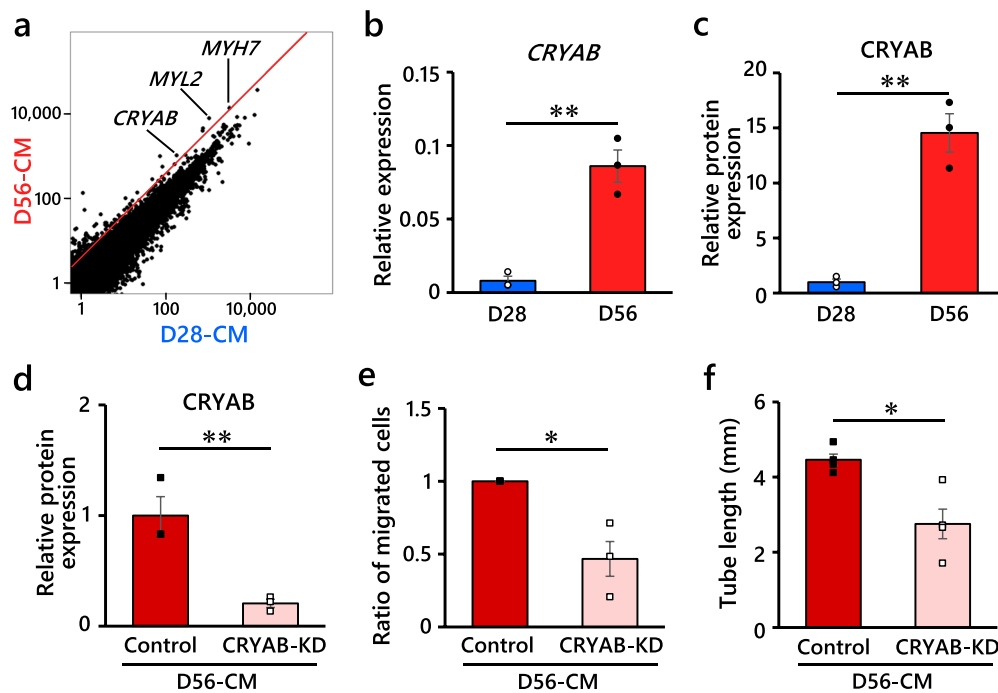 a
MYH7
MYL2
CRYAB
D56-CM
10,000
100
1
1
100
10,000
D28-CM
b
CRYAB
**
Relative expression
0.15
0.1
0.05
0
D28
D56
c
CRYAB
**
Relative protein
expression
20
15
10
5
0
D28
D56
d
CRYAB
**
Relative protein
expression
2
1
0
Control
CRYAB-KD
D56-CM
e
*
Ratio of migrated cells
1.5
1
0.5
0
Control
CRYAB-KD
D56-CM
f
*
Tube length (mm)
6
4
2
0
Control
CRYAB-KD
D56-CM